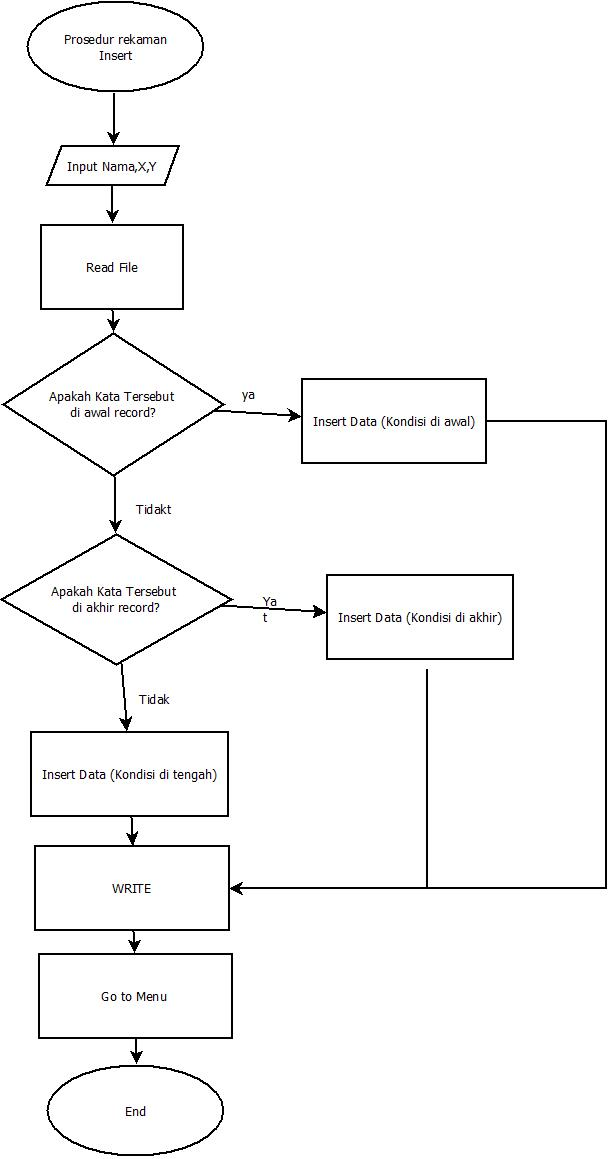 Prosedur rekaman
Insert
Input Nama,X,Y
Read File
Apakah Kata Tersebut
di awal record?
ya
Insert Data (Kondisi di awal)
Tidakt
Apakah Kata Tersebut
di akhir record?
Ya
t
Insert Data (Kondisi di akhir)
Tidak
Insert Data (Kondisi di tengah)
WRITE
Go to Menu
End